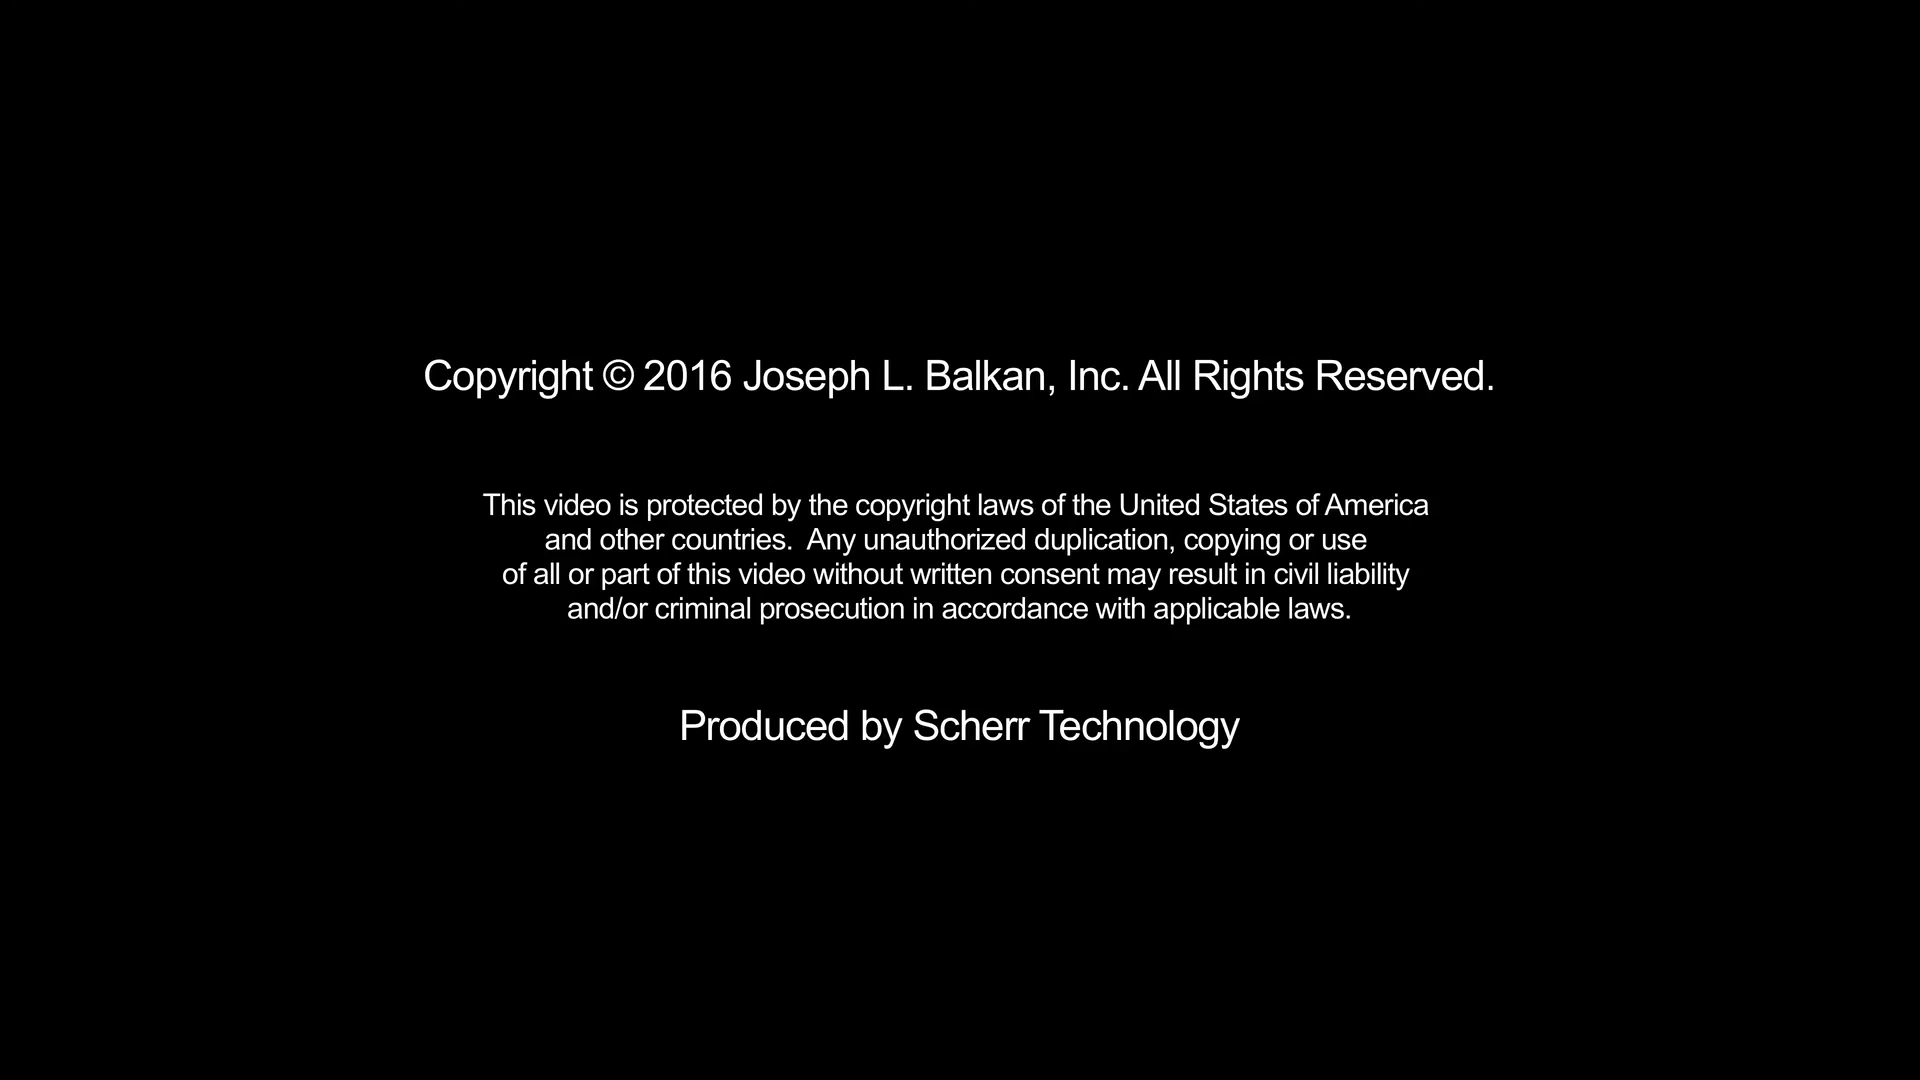 Copyright © 2016 Joseph L. Balkan, Inc. All Rights Reserved.
This video is protected by the copyright laws of the United States of America
and other countries.  Any unauthorized duplication, copying or use
of all or part of this video without written consent may result in civil liability
and/or criminal prosecution in accordance with applicable laws.
Produced by Scherr Technology